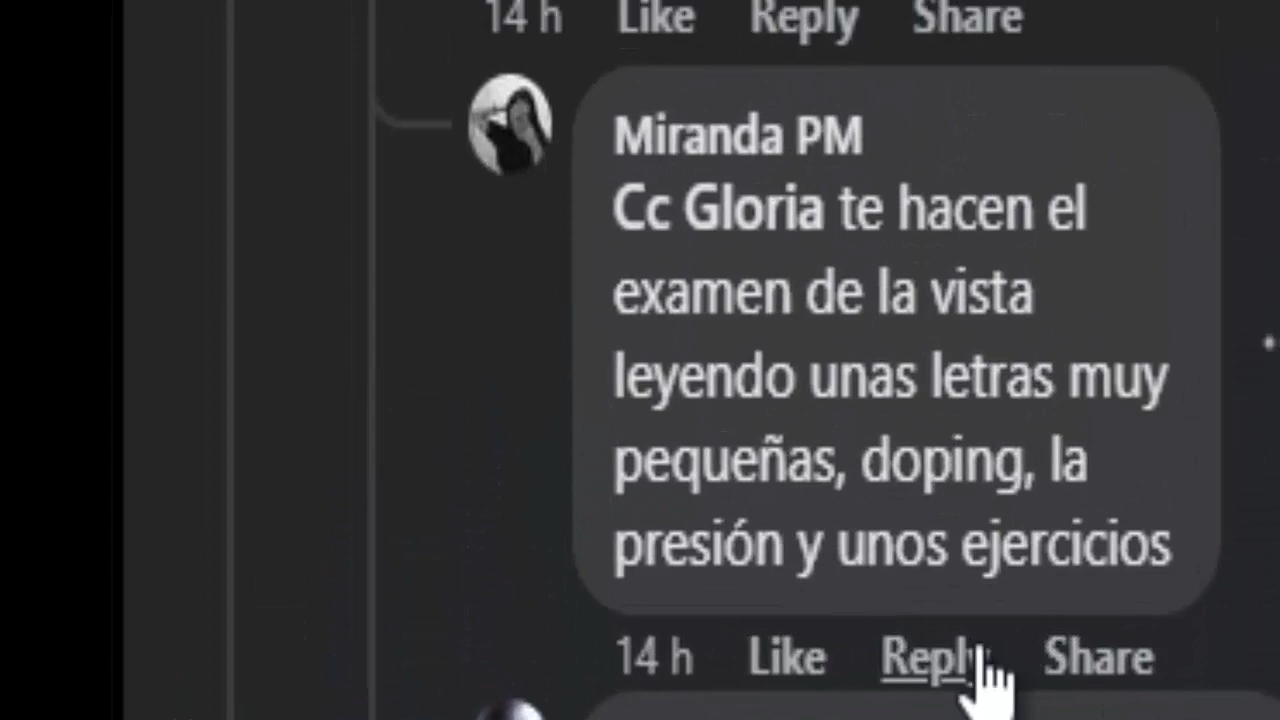 14 h Like Reply Share
Miranda PM
Cc Gloria te hacen el
examen de la vista
leyendo unas letras muy
pequeñas, doping, la
presión y unos ejercicios
14 h Like Reply Share